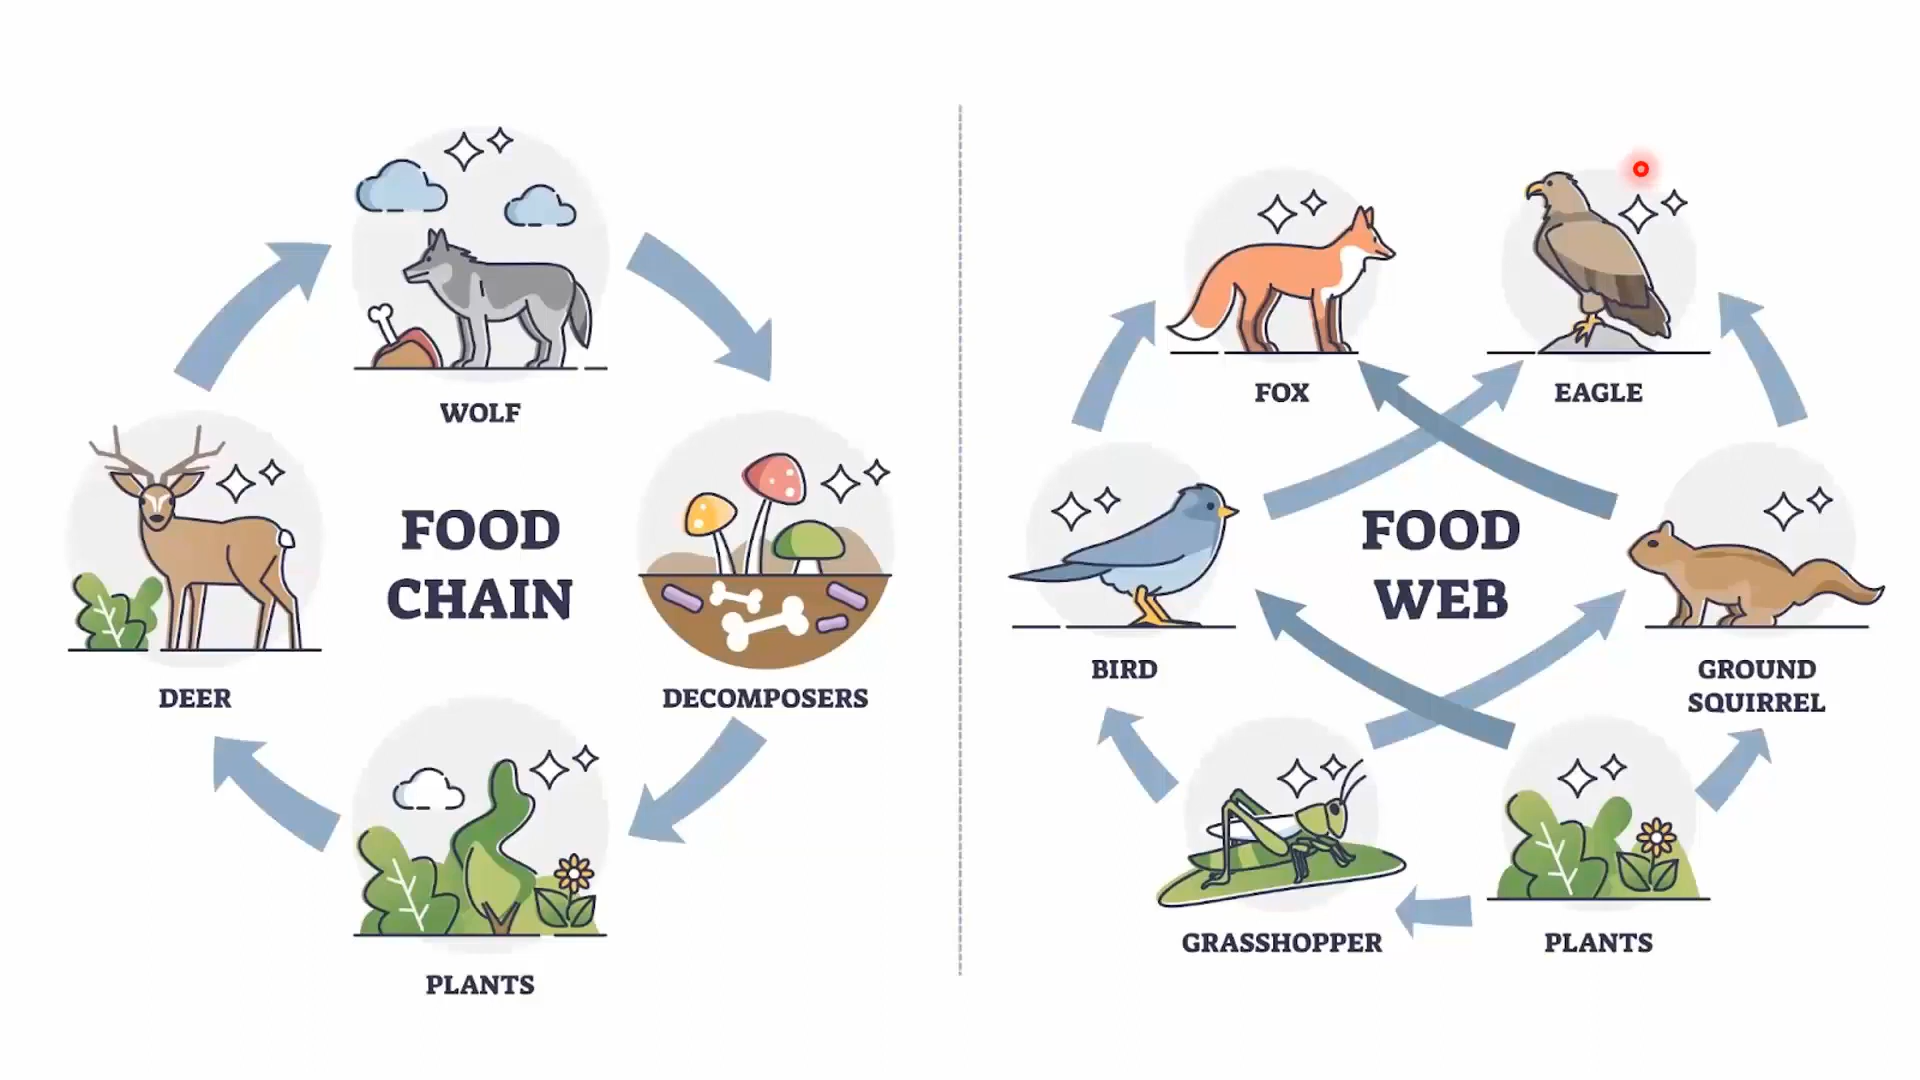 WOLF
DEER
FOOD
CHAIN
DECOMPOSERS
PLANTS
FOX
EAGLE
BIRD
FOOD
WEB
GROUND
SQUIRREL
GRASSHOPPER
PLANTS